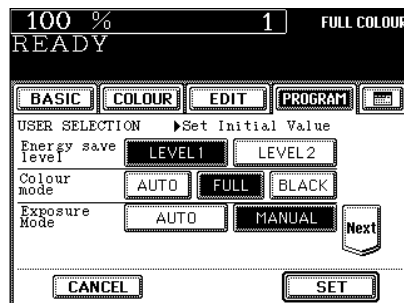 100 % 1 FULL COLOUR
READY
BASIC COLOUR EDIT PROGRAM
USER SELECTION ▶Set Initial Value
Energy save
level LEVEL1 LEVEL2
Colour
mode AUTO FULL BLACK
Exposure
Mode AUTO MANUAL
Next
CANCEL SET